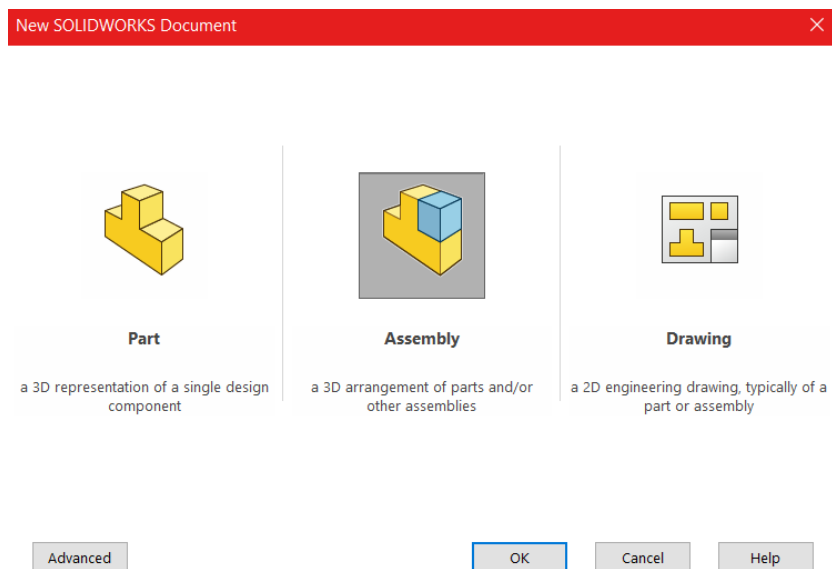 New SOLIDWORKS Document
Part
a 3D representation of a single design
component
Assembly
a 3D arrangement of parts and/or
other assemblies
Drawing
a 2D engineering drawing, typically of a
part or assembly
Advanced
OK
Cancel
Help